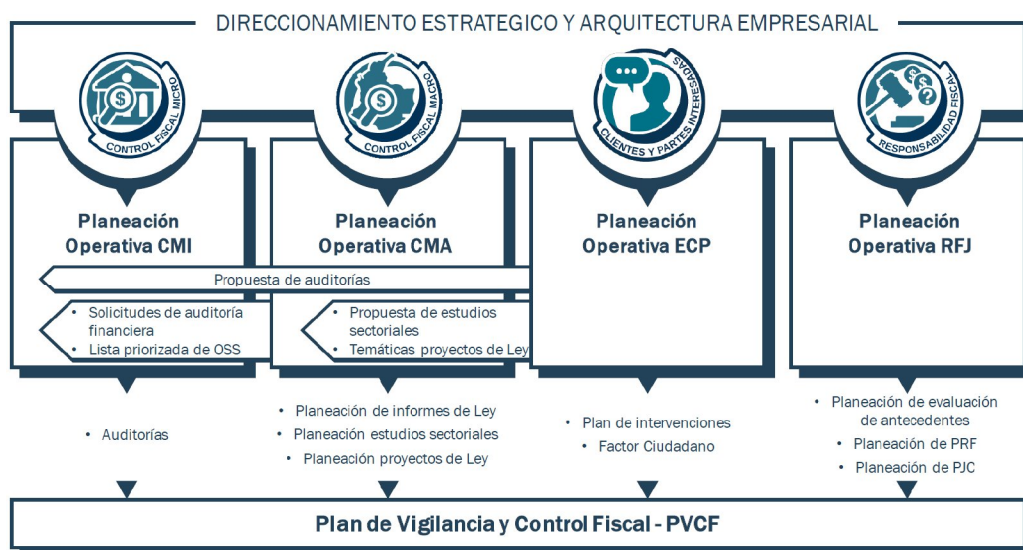 DIRECCIONAMIENTO ESTRATEGICO Y ARQUITECTURA EMPRESARIAL
CONTROL FISCAL MICRO
CONTROL FISCAL MACRO
CLIENTES Y PARTES INTERESADAS
RESPONSABILIDAD FISCAL
Planeación
Operativa CMI
Planeación
Operativa CMA
Planeación
Operativa ECP
Planeación
Operativa RFJ
Propuesta de auditorías
• Solicitudes de auditoría
financiera
• Lista priorizada de OSS
• Propuesta de estudios
sectoriales
• Temáticas proyectos de Ley
• Auditorías
• Planeación de informes de Ley
• Planeación estudios sectoriales
• Planeación proyectos de Ley
• Plan de intervenciones
• Factor Ciudadano
• Planeación de evaluación
de antecedentes
• Planeación de PRF
• Planeación de PJC
Plan de Vigilancia y Control Fiscal - PVCF